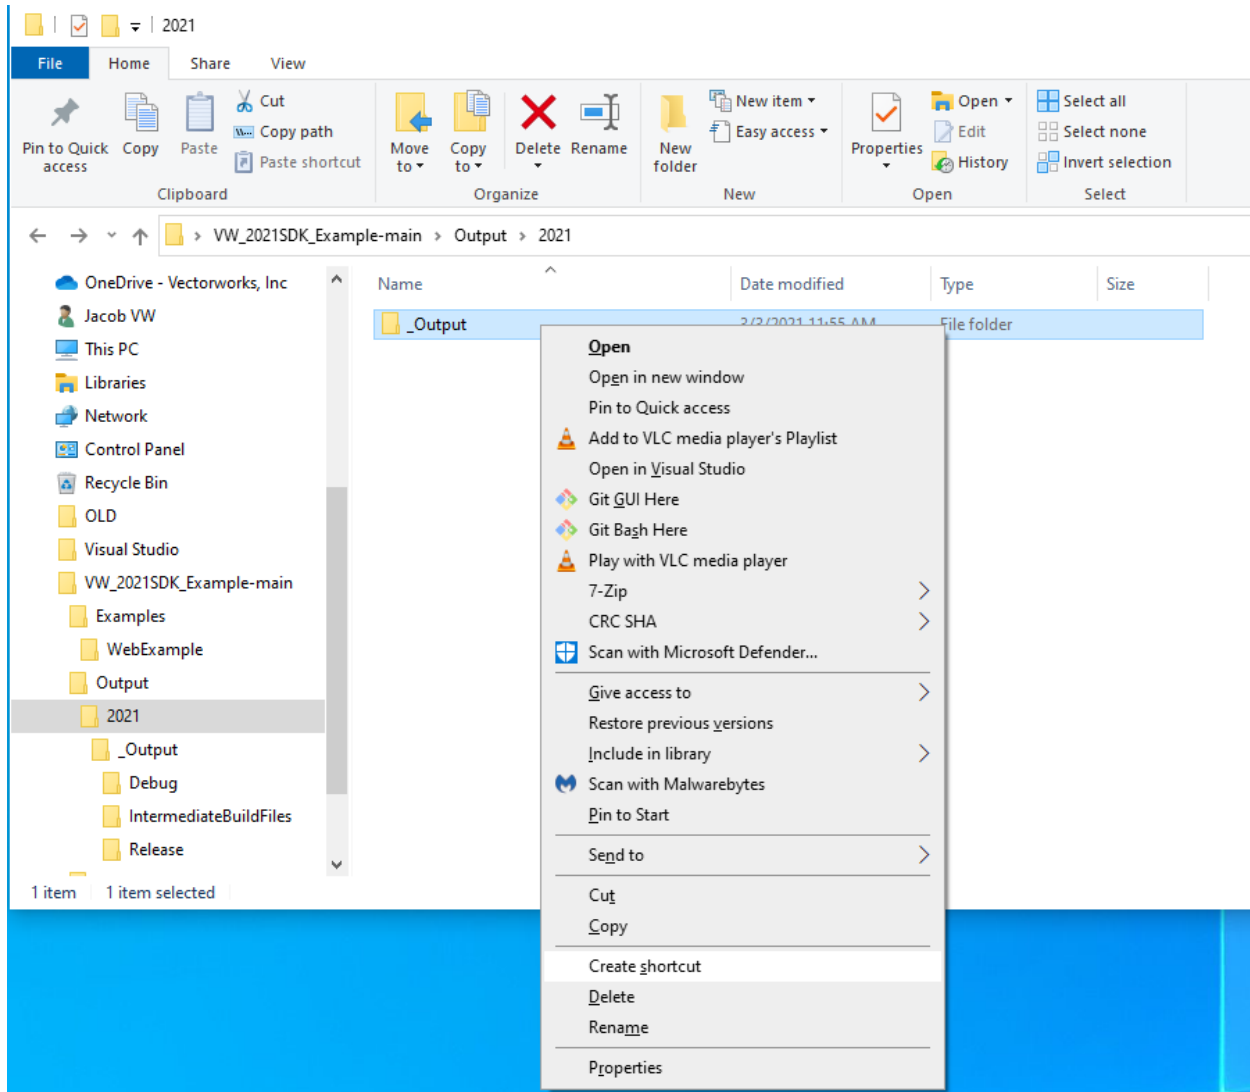 2021
File Home Share View
Pin to Quick access
Copy
Paste
Cut
Copy path
Paste shortcut
Clipboard
Move to
Copy to
Delete
Rename
Organize
New folder
New item
Easy access
New
Properties
Open
Edit
History
Open
Select all
Select none
Invert selection
Select
VW_2021SDK_Example-main > Output > 2021
Name Date modified Type Size
_Output 3/3/2021 11:55 AM File folder
OneDrive - Vectorworks, Inc
Jacob VW
This PC
Libraries
Network
Control Panel
Recycle Bin
OLD
Visual Studio
VW_2021SDK_Example-main
Examples
WebExample
Output
2021
_Output
Debug
IntermediateBuildFiles
Release
1 item 1 item selected
Open
Open in new window
Pin to Quick access
Add to VLC media player's Playlist
Open in Visual Studio
Git GUI Here
Git Bash Here
Play with VLC media player
7-Zip
CRC SHA
Scan with Microsoft Defender...
Give access to
Restore previous versions
Include in library
Scan with Malwarebytes
Pin to Start
Send to
Cut
Copy
Create shortcut
Delete
Rename
Properties